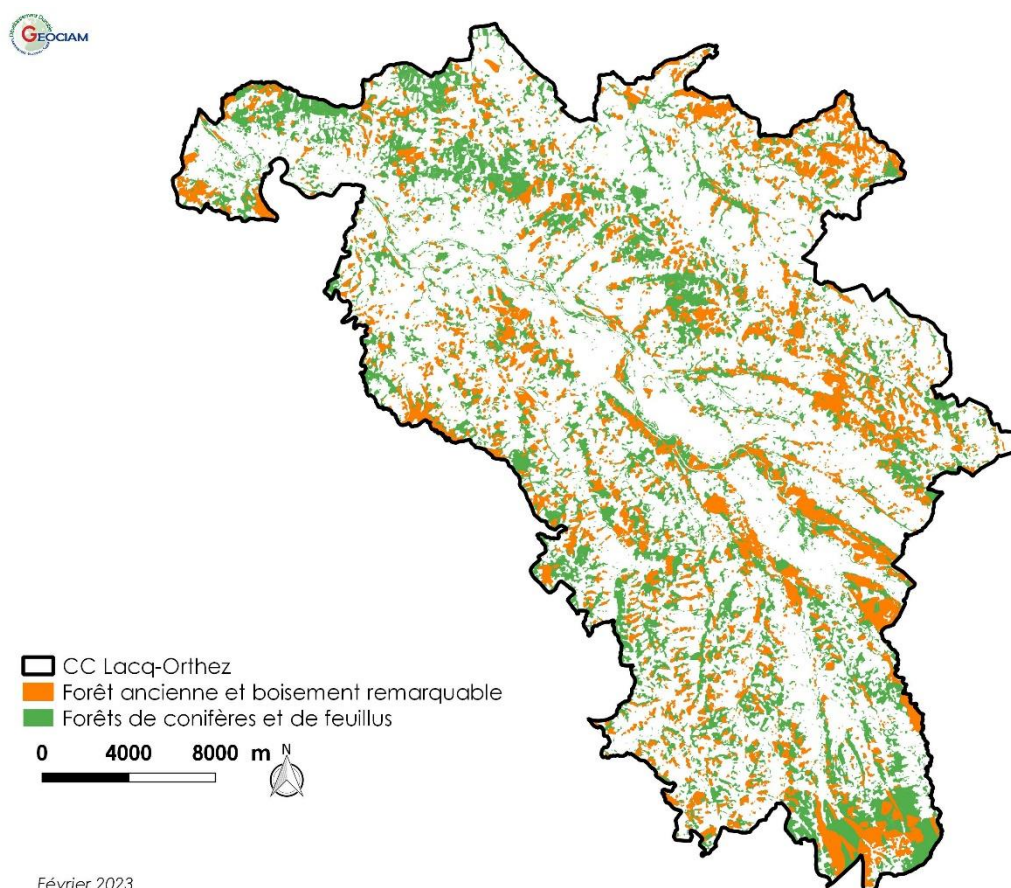 GEOCIAM
CC Lacq-Orthez
Forêt ancienne et boisement remarquable
Forêts de conifères et de feuillus
0 4000 8000 m N
Février 2023